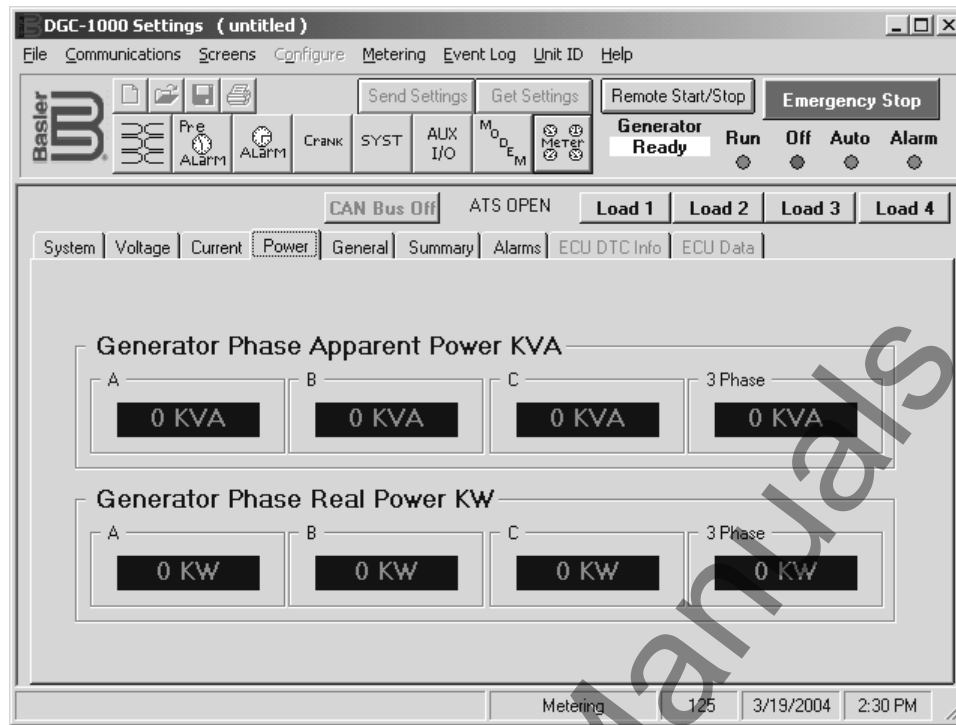 DGC-1000 Settings ( untitled )
File Communications Screens Configure Metering Event Log Unit ID Help
Basler
Send Settings Get Settings Remote Start/Stop Emergency Stop
Pre Alarm Alarm Crank SYST AUX I/O Modem Meter
Generator Ready Run Off Auto Alarm
CAN Bus Off ATS OPEN Load 1 Load 2 Load 3 Load 4
System Voltage Current Power General Summary Alarms ECU DTC Info ECU Data
Generator Phase Apparent Power KVA
A B C 3 Phase
0 KVA 0 KVA 0 KVA 0 KVA
Generator Phase Real Power KW
A B C 3 Phase
0 KW 0 KW 0 KW 0 KW
Metering 125 3/19/2004 2:30 PM
Manuals